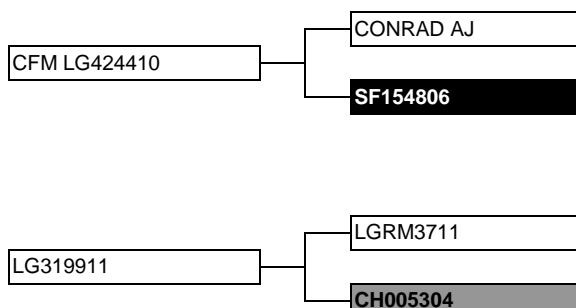 CONRAD AJ
CFM LG424410
SF154806
LGRM3711
LG319911
CH005304